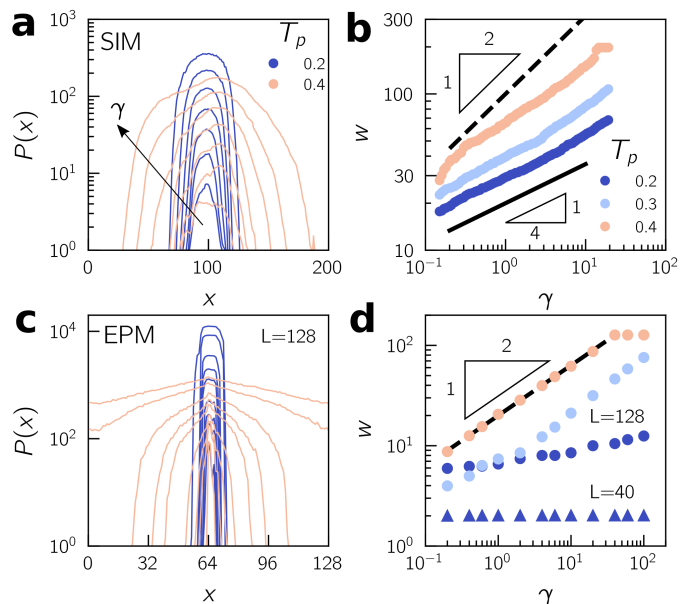 a
SIM
T_p
0.2
0.4
γ
P(x)
10^3
10^2
10^1
10^0
0
100
200
x
b
2
1
T_p
0.2
0.3
0.4
1
4
w
300
100
30
10
10^-1
10^0
10^1
10^2
γ
c
EPM
L=128
P(x)
10^4
10^2
10^0
0
32
64
96
128
x
d
2
1
L=128
L=40
w
10^2
10^1
10^0
10^-1
10^0
10^1
10^2
γ